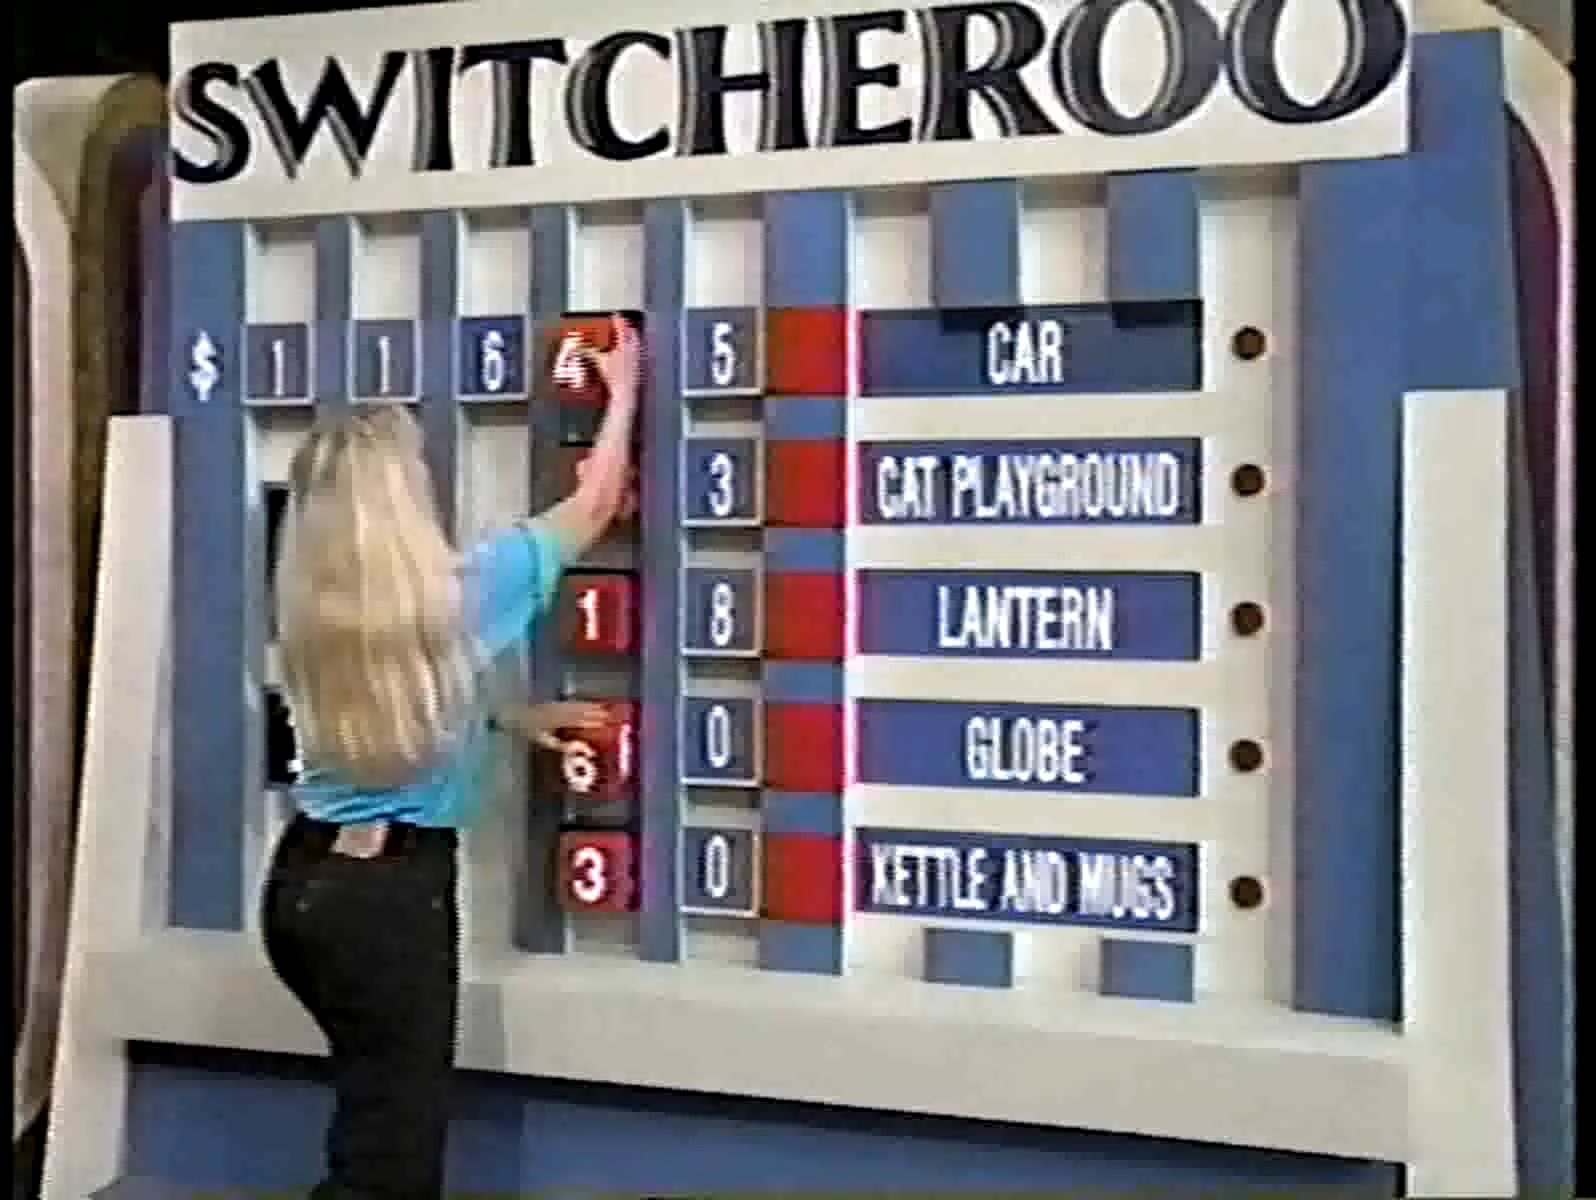 SWITCHEROO
$ 1 1 6 4 5 CAR
3 CAT PLAYGROUND
1 8 LANTERN
6 0 GLOBE
3 0 KETTLE AND MUGS